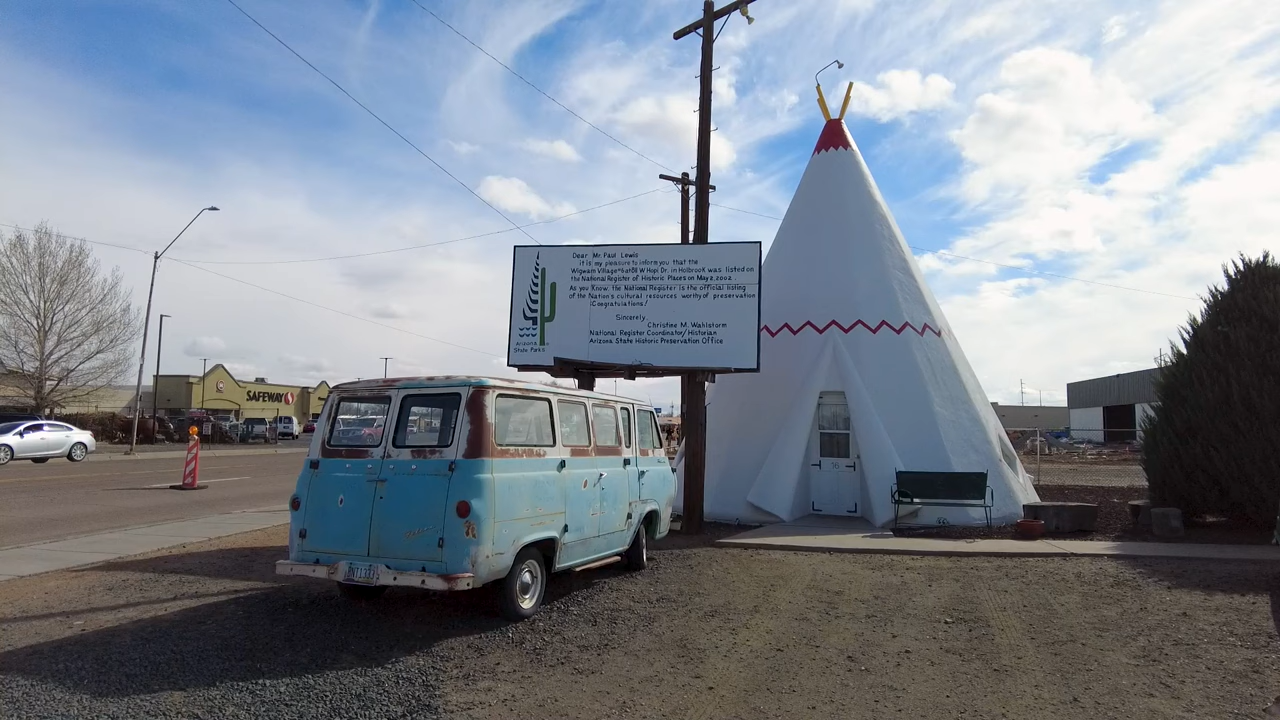 Dear Mr. Paul Lewis
it is my pleasure to inform you that the
Wigwam Village #6 at 811 W Hopi Dr. in Holbrook was listed on
the National Register of Historic Places on May 2, 2002.
As you Know, the National Register is the official listing
of the Nation's cultural resources worthy of preservation
Congratulations!
Sincerely,
Christine M. Wahlstorm
National Register Coordinator/Historian
Arizona State Historic Preservation Office
Arizona
State Parks
SAFEWAY
16